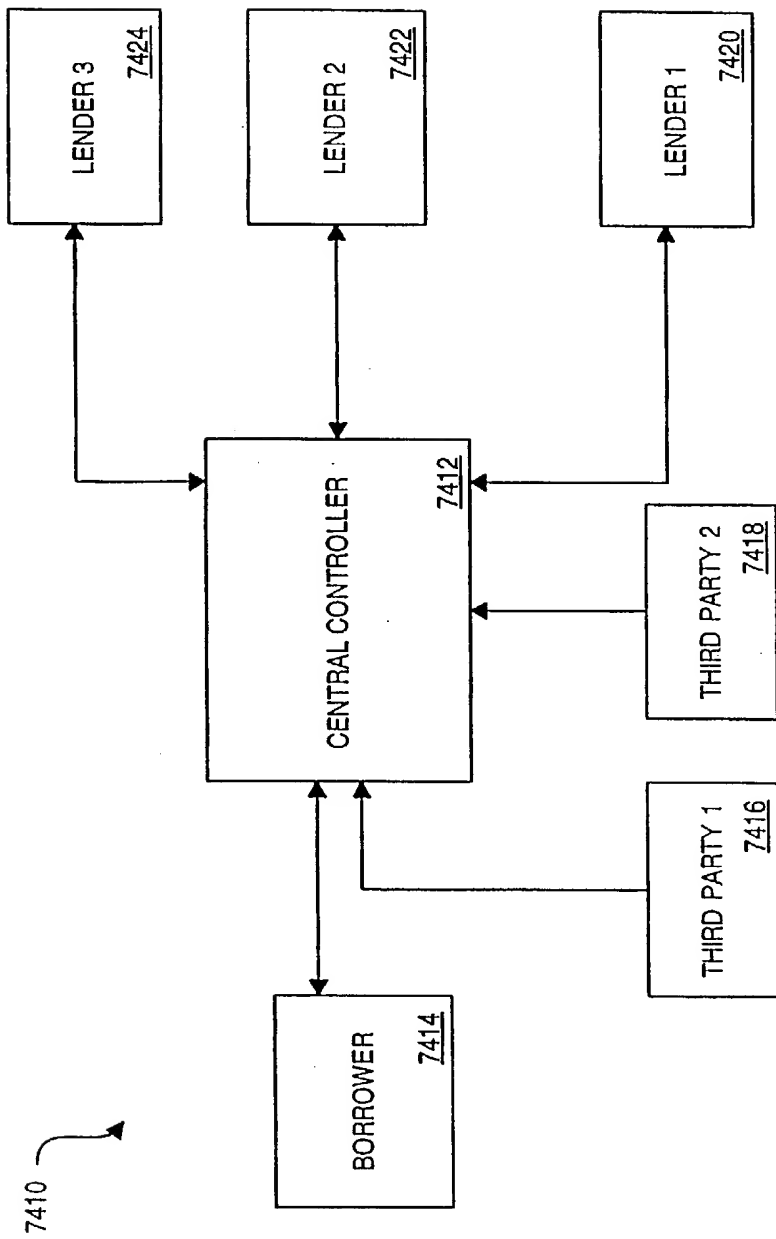 7410
BORROWER
7414
CENTRAL CONTROLLER
7412
LENDER 3
7424
LENDER 2
7422
LENDER 1
7420
THIRD PARTY 1
7416
THIRD PARTY 2
7418